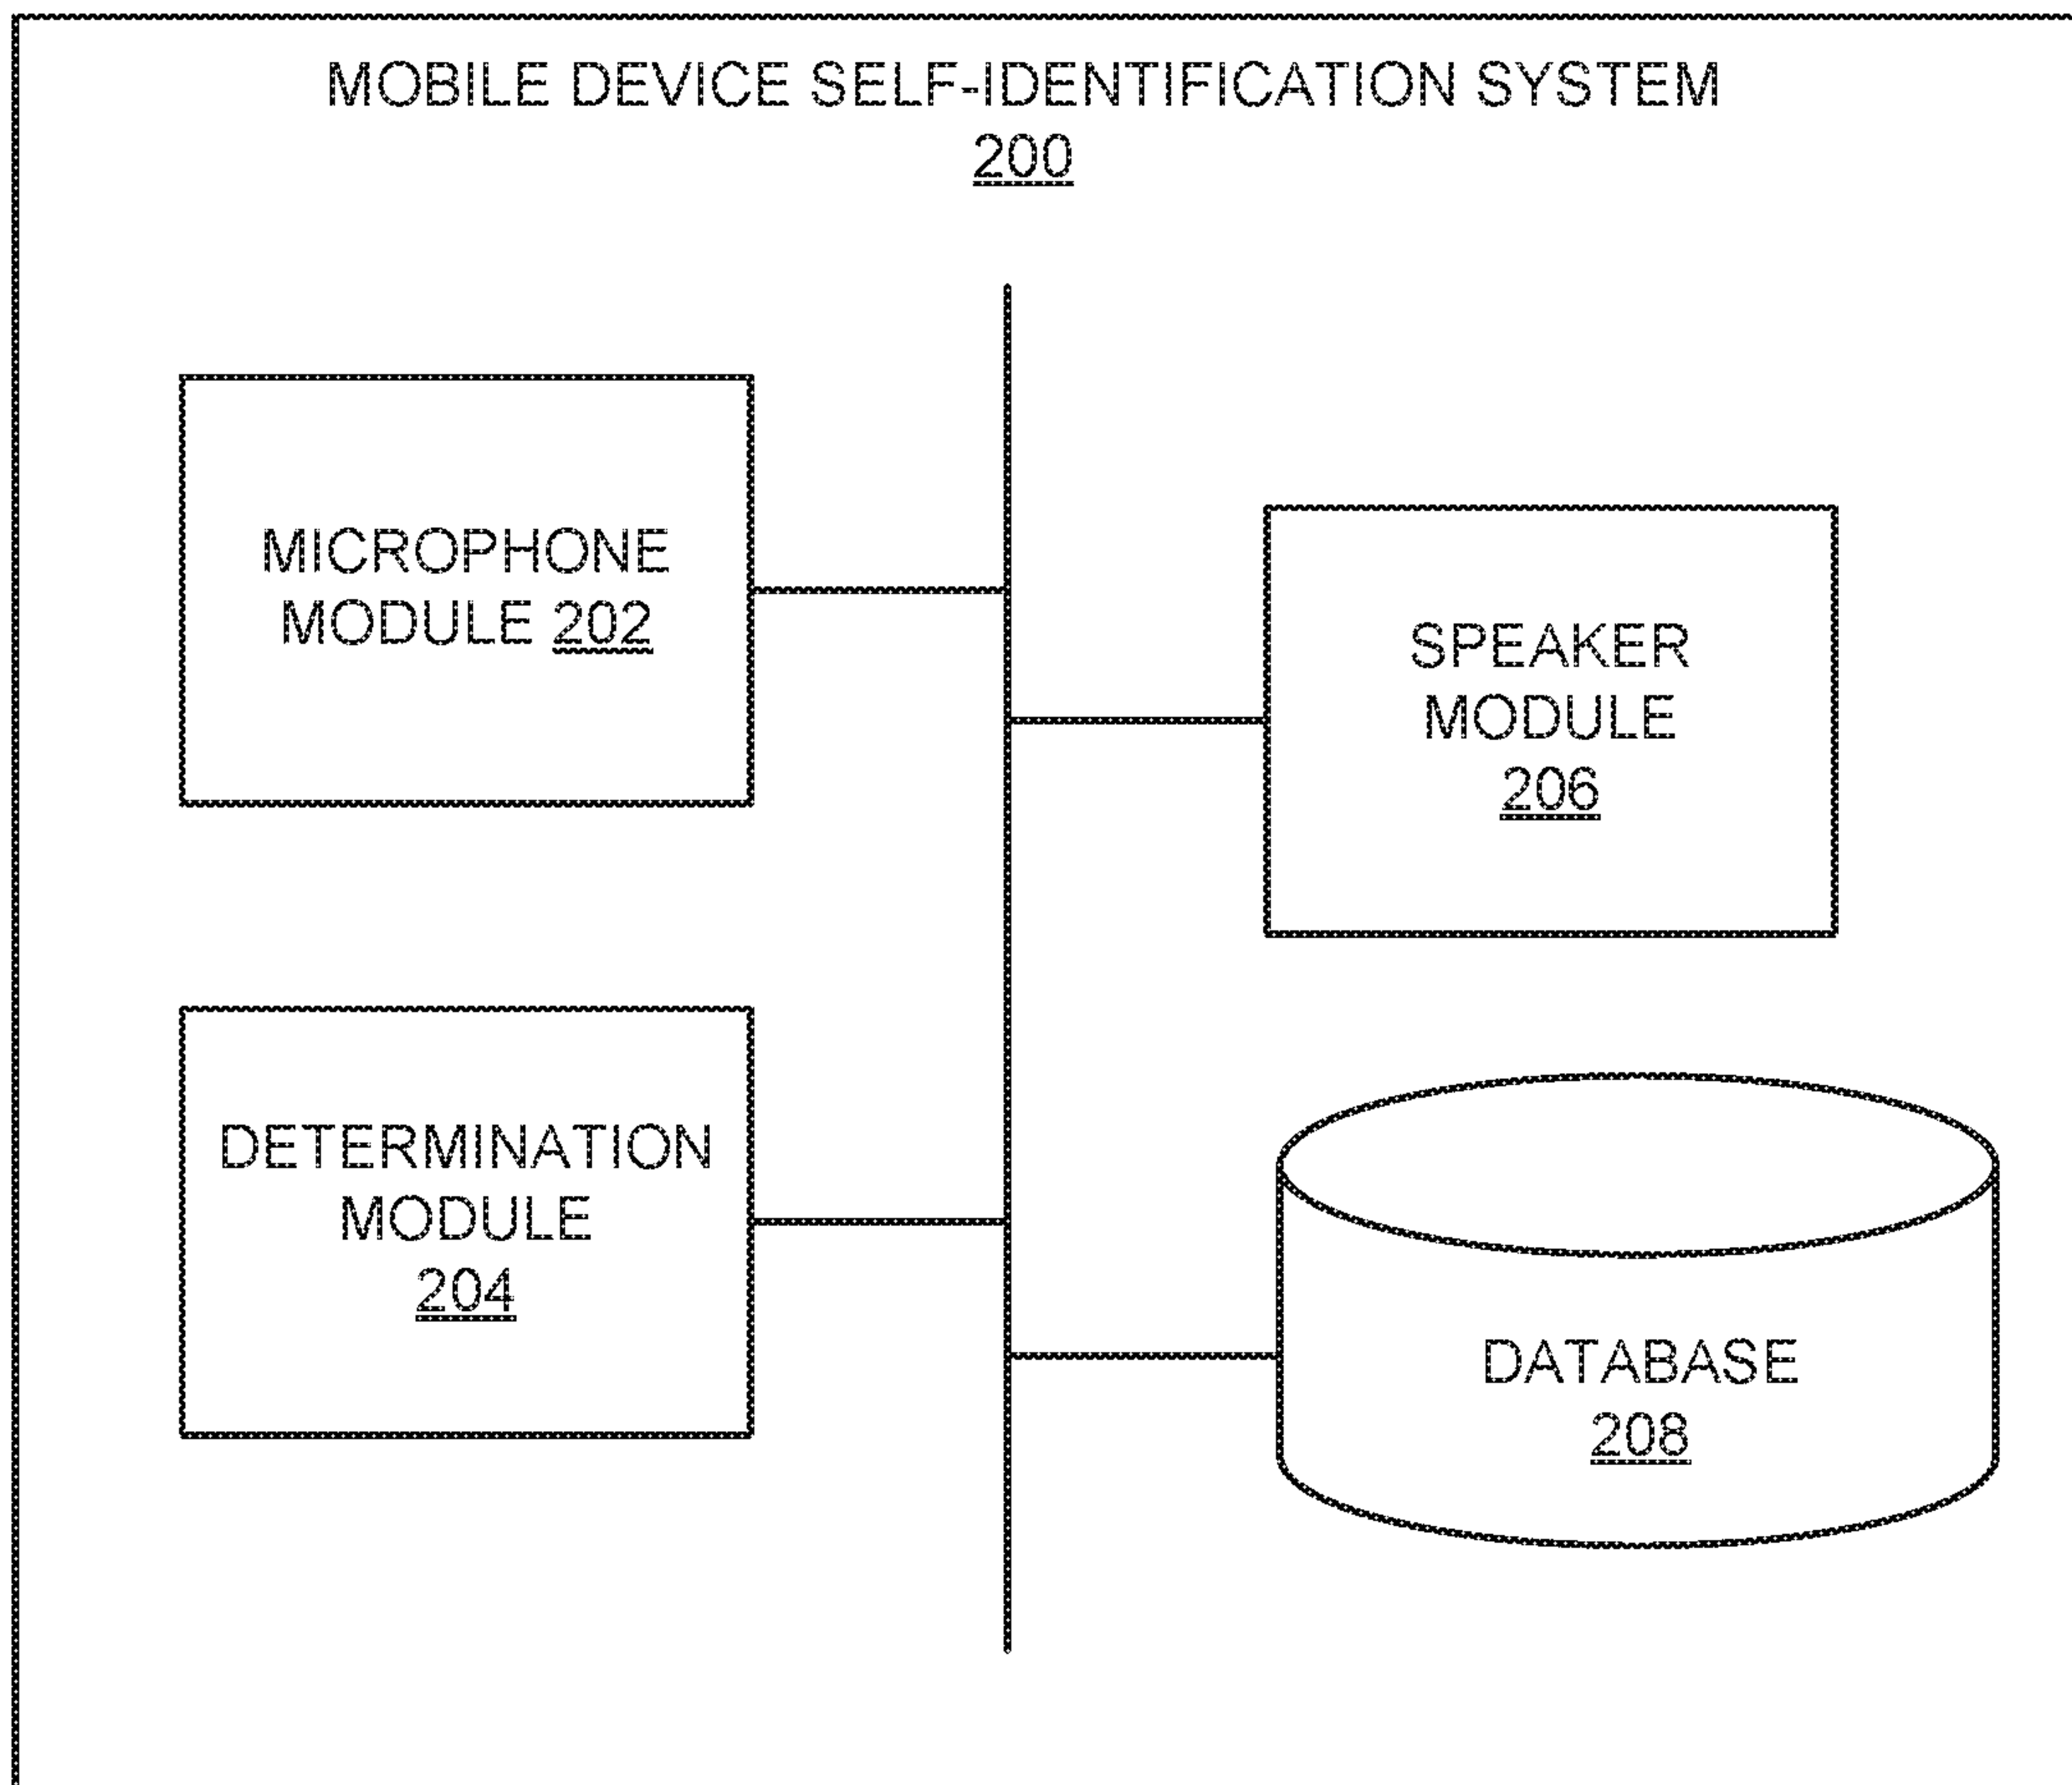 MOBILE DEVICE SELF-IDENTIFICATION SYSTEM
200
MICROPHONE
MODULE 202
SPEAKER
MODULE
206
DETERMINATION
MODULE
204
DATABASE
208